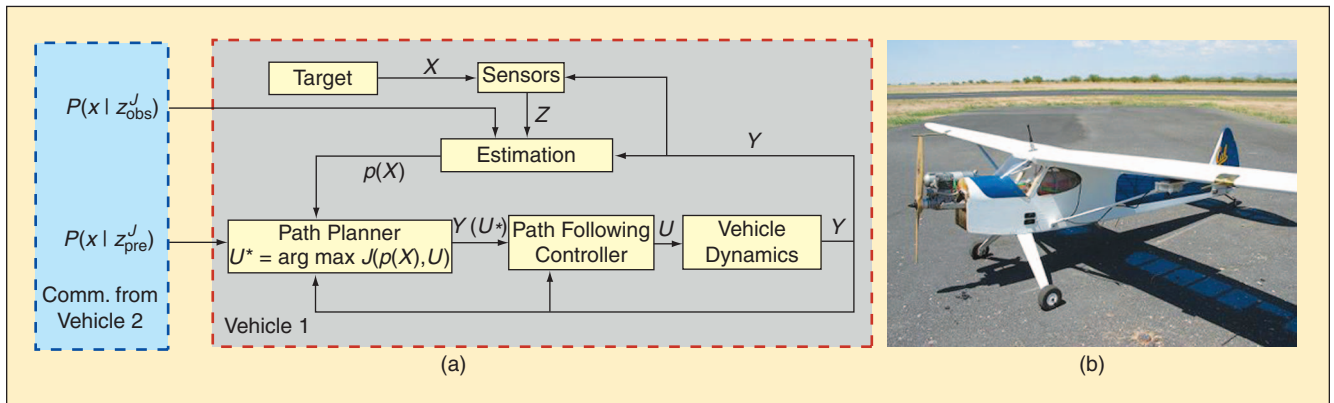 P(x | z^J_obs)
P(x | z^J_pre)
Comm. from
Vehicle 2
Target
X
Sensors
Z
Estimation
Y
p(X)
Path Planner
U* = arg max J(p(X),U)
Y (U*)
Path Following
Controller
U
Vehicle
Dynamics
Y
Vehicle 1
(a)
(b)